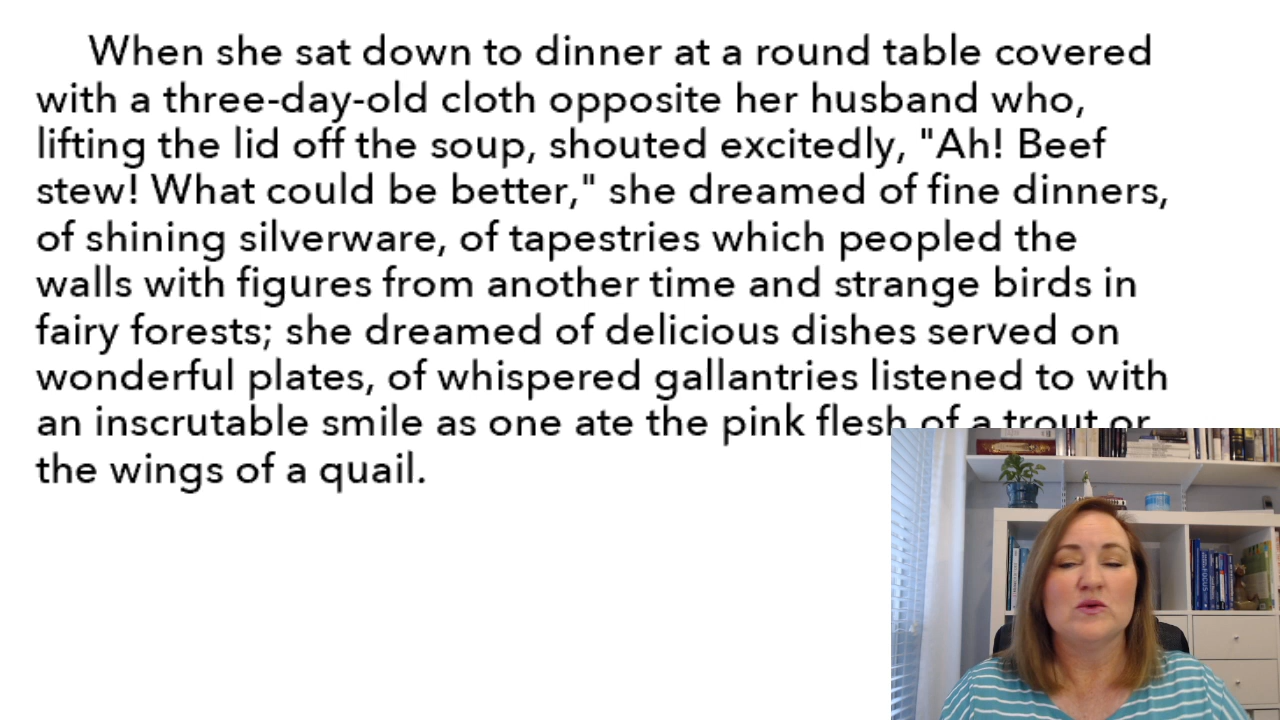 When she sat down to dinner at a round table covered
with a three-day-old cloth opposite her husband who,
lifting the lid off the soup, shouted excitedly, "Ah! Beef
stew! What could be better," she dreamed of fine dinners,
of shining silverware, of tapestries which peopled the
walls with figures from another time and strange birds in
fairy forests; she dreamed of delicious dishes served on
wonderful plates, of whispered gallantries listened to with
an inscrutable smile as one ate the pink flesh of a trout or
the wings of a quail.